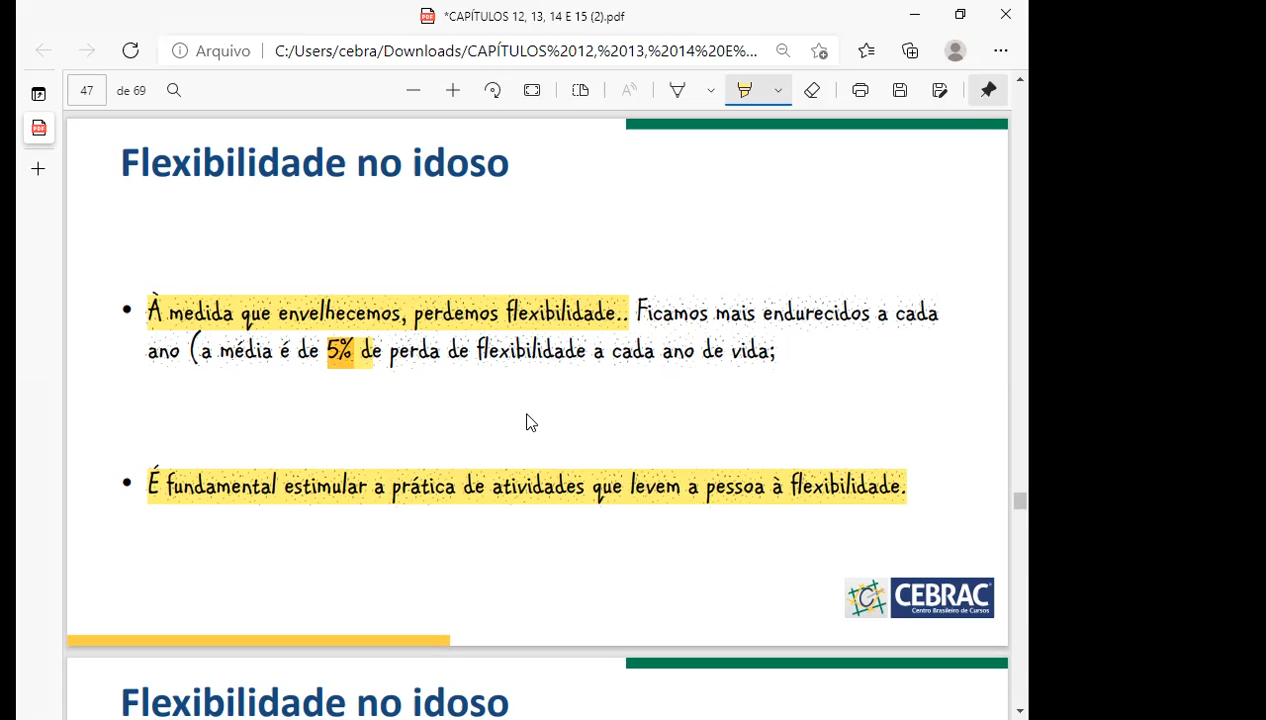 *CAPÍTULOS 12, 13, 14 E 15 (2).pdf
Arquivo
C:/Users/cebra/Downloads/CAPÍTULOS%2012,%2013,%2014%20E%...
47 de 69
Flexibilidade no idoso
• À medida que envelhecemos, perdemos flexibilidade.. Ficamos mais endurecidos a cada
ano (a média é de 5% de perda de flexibilidade a cada ano de vida;
• É fundamental estimular a prática de atividades que levem a pessoa à flexibilidade.
CEBRAC
Centro Brasileiro de Cursos
Flexibilidade no idoso